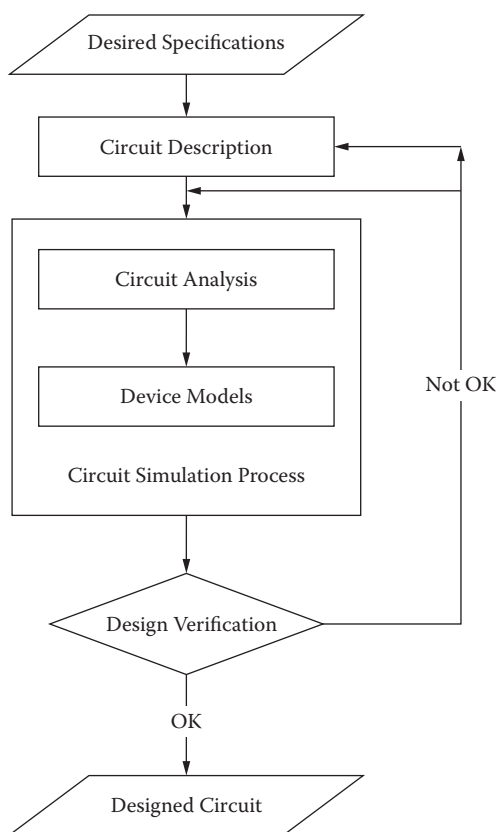 Desired Specifications
Circuit Description
Circuit Analysis
Device Models
Not OK
Circuit Simulation Process
Design Verification
OK
Designed Circuit